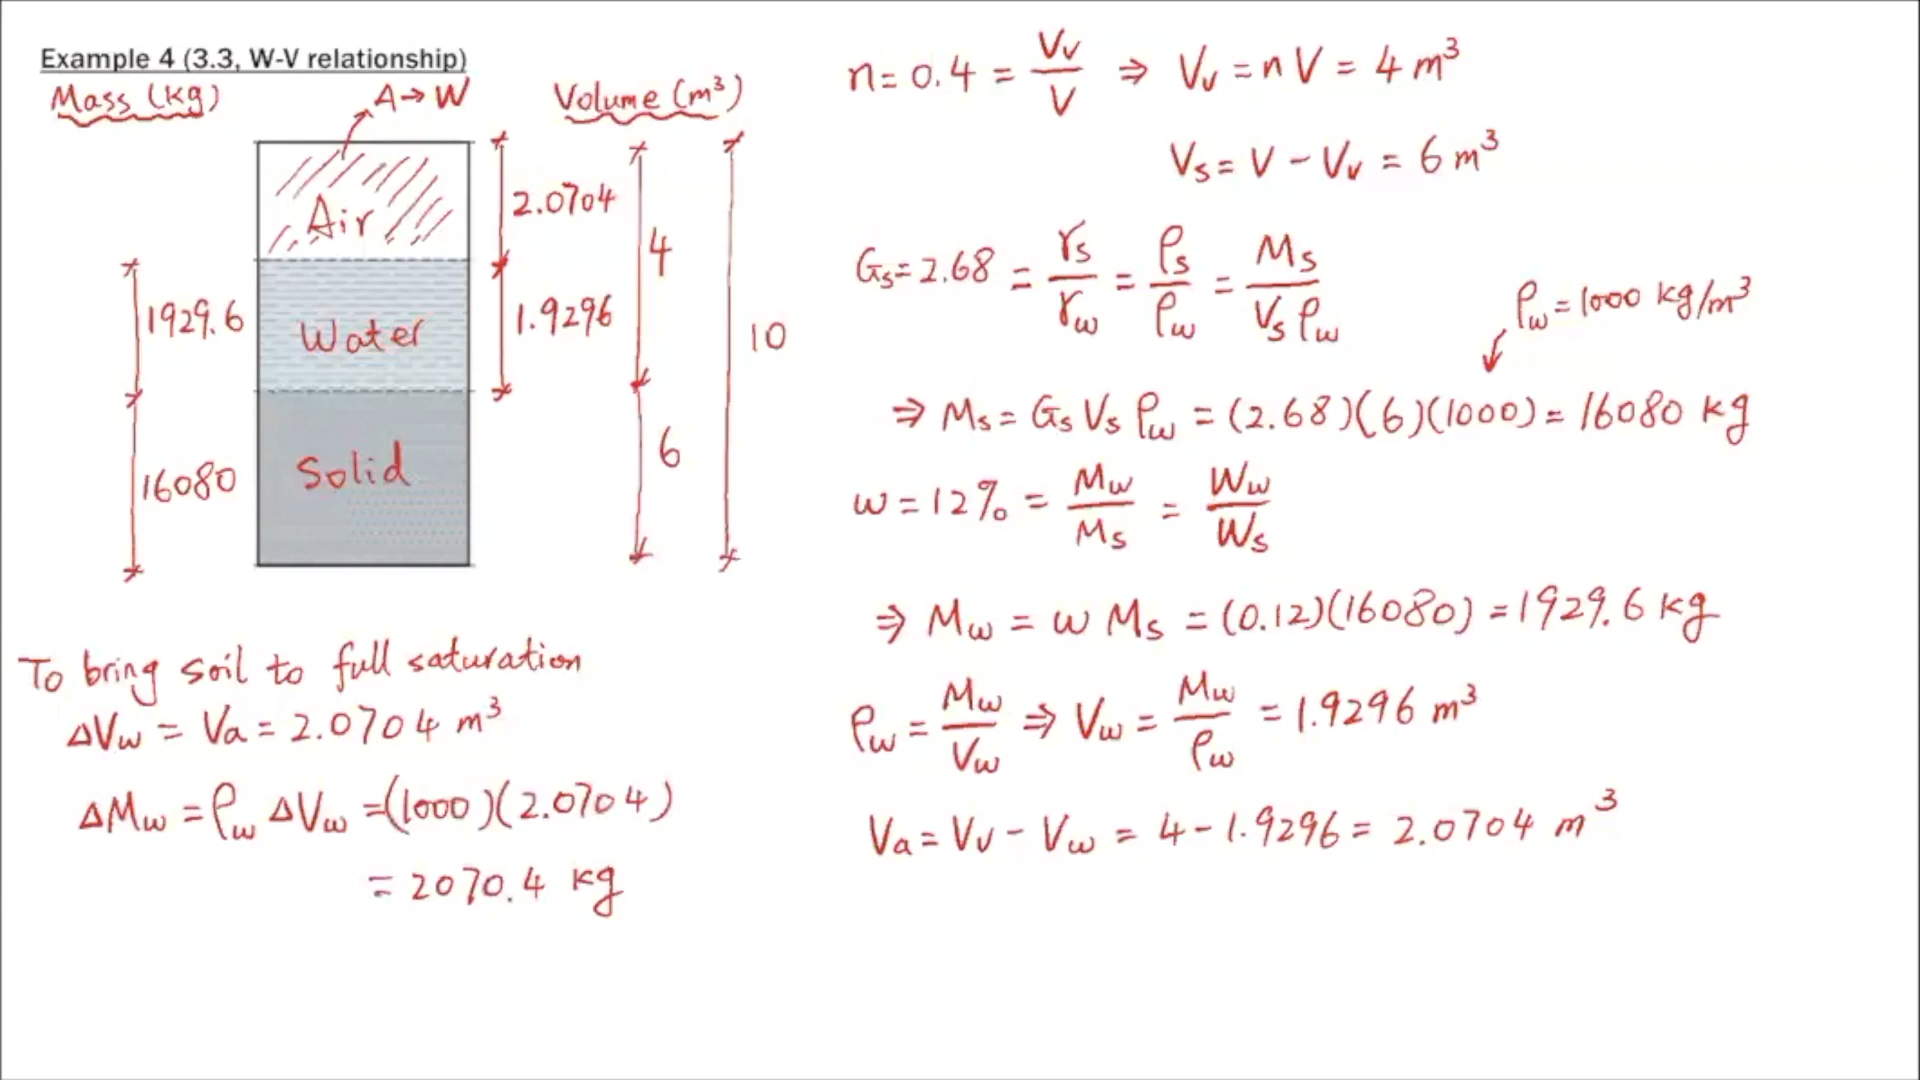 Example 4 (3.3, W-V relationship)
Mass (kg)
A→W
Volume (m³)
Air
Water
Solid
1929.6
16080
2.0704
1.9296
4
6
10
To bring soil to full saturation
ΔVw = Va = 2.0704 m³
ΔMw = ρw ΔVw = (1000)(2.0704)
= 2070.4 kg
n = 0.4 = Vv/V ⇒ Vv = nV = 4 m³
Vs = V - Vv = 6 m³
Gs = 2.68 = γs/γw = ρs/ρw = Ms/(Vs ρw)
ρw = 1000 kg/m³
⇒ Ms = Gs Vs ρw = (2.68)(6)(1000) = 16080 kg
w = 12% = Mw/Ms = Ww/Ws
⇒ Mw = w Ms = (0.12)(16080) = 1929.6 kg
ρw = Mw/Vw ⇒ Vw = Mw/ρw = 1.9296 m³
Va = Vv - Vw = 4 - 1.9296 = 2.0704 m³